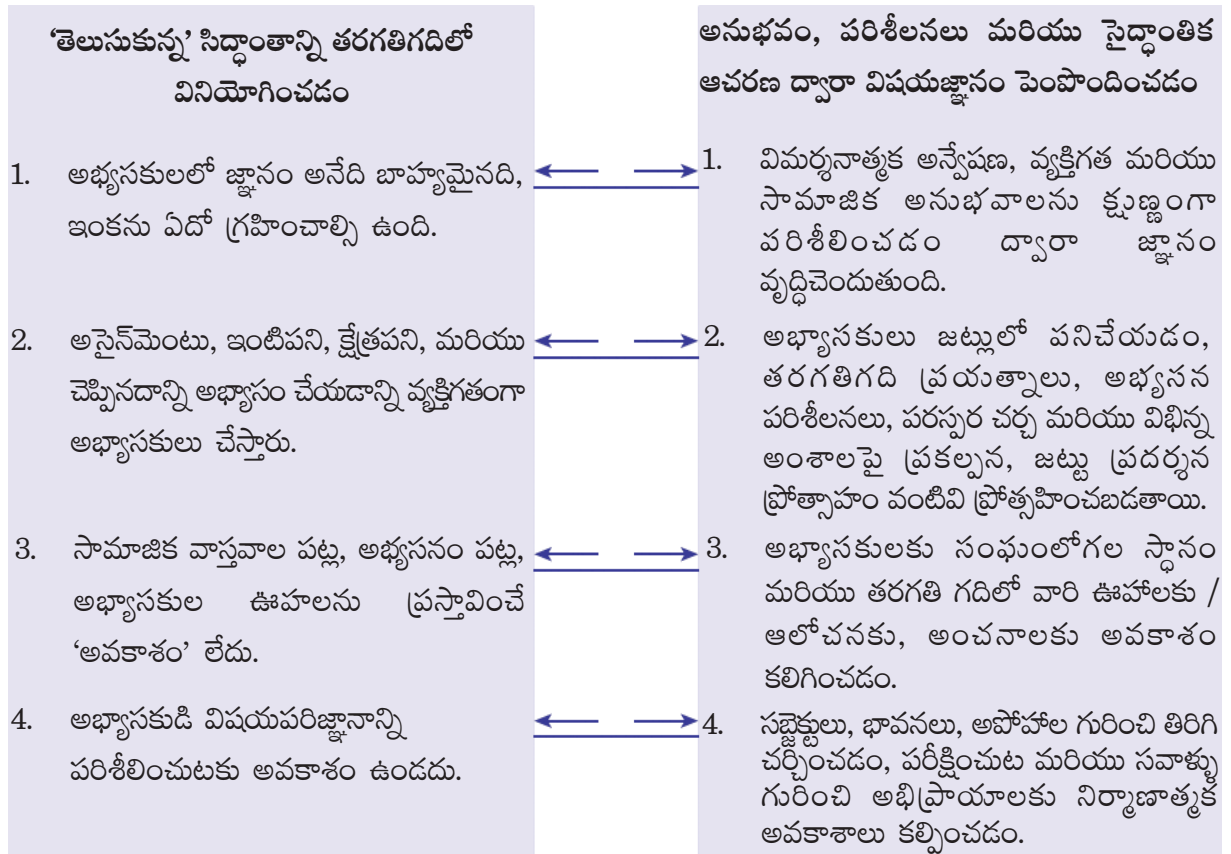 ‘తెలుసుకున్న’ సిద్ధాంతాన్ని తరగతిగదిలో
వినియోగించడం
1. అభ్యసకులలో జ్ఞానం అనేది బాహ్యమైనది,
ఇంకను ఏదో గ్రహించాల్సి ఉంది.
2. అసైన్‌మెంటు, ఇంటిపని, క్షేత్రపని, మరియు
చెప్పినదాన్ని అభ్యాసం చేయడాన్ని వ్యక్తిగతంగా
అభ్యాసకులు చేస్తారు.
3. సామాజిక వాస్తవాల పట్ల, అభ్యసనం పట్ల,
అభ్యాసకుల ఊహలను ప్రస్తావించే
‘అవకాశం’ లేదు.
4. అభ్యాసకుడి విషయపరిజ్ఞానాన్ని
పరిశీలించుటకు అవకాశం ఉండదు.
అనుభవం, పరిశీలనలు మరియు సైద్ధాంతిక
ఆచరణ ద్వారా విషయజ్ఞానం పెంపొందించడం
1. విమర్శనాత్మక అన్వేషణ, వ్యక్తిగత మరియు
సామాజిక అనుభవాలను క్షుణ్ణంగా
పరిశీలించడం ద్వారా జ్ఞానం
వృద్ధిచెందుతుంది.
2. అభ్యాసకులు జట్లులో పనిచేయడం,
తరగతిగది ప్రయత్నాలు, అభ్యసన
పరిశీలనలు, పరస్పర చర్చ మరియు విభిన్న
అంశాలపై ప్రకల్పన, జట్టు ప్రదర్శన
ప్రోత్సాహం వంటివి ప్రోత్సహించబడతాయి.
3. అభ్యాసకులకు సంఘంలోగల స్థానం
మరియు తరగతి గదిలో వారి ఊహాలకు /
ఆలోచనకు, అంచనాలకు అవకాశం
కలిగించడం.
4. సబ్జెక్టులు, భావనలు, అపోహాల గురించి తిరిగి
చర్చించడం, పరీక్షించుట మరియు సవాళ్ళు
గురించి అభిప్రాయాలకు నిర్మాణాత్మక
అవకాశాలు కల్పించడం.